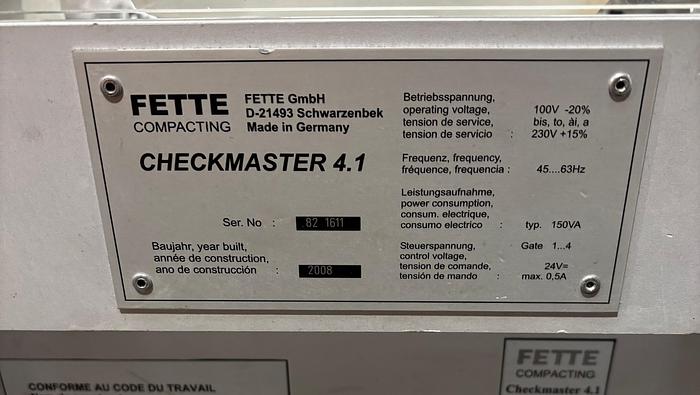 FETTE
COMPACTING
FETTE GmbH
D-21493 Schwarzenbek
Made in Germany
CHECKMASTER 4.1
Ser. No : 82 1611
Baujahr, year built,
année de construction,
ano de construcción : 2008
Betriebsspannung,
operating voltage, 100V -20%
tension de service, bis, to, ài, a
tensión de servicio : 230V +15%
Frequenz, frequency,
fréquence, frequencia : 45....63Hz
Leistungsaufnahme,
power consumption,
consum. electrique,
consumo electrico : typ. 150VA
Steuerspannung, Gate 1...4
control voltage,
tension de comande, 24V=
tensión de mando : max. 0,5A
CONFORME AU CODE DU TRAVAIL
FETTE
COMPACTING
Checkmaster 4.1